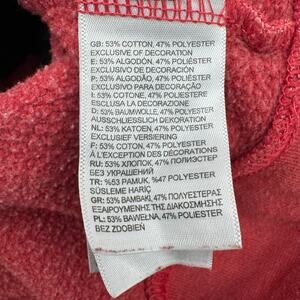 GB: 53% COTTON, 47% POLYESTER
EXCLUSIVE OF DECORATION
E: 53% ALGODÓN, 47% POLIÉSTER
EXCLUSIVO DE DECORACIÓN
P: 53% ALGODÃO, 47% POLIÉSTER
EXCLUSIVO PARA DECORAÇÃO
I: 53% COTONE, 47% POLIESTERE
ESCLUSA LA DECORAZIONE
D: 53% BAUMWOLLE, 47% POLYESTER
AUSSCHLIESSLICH DEKORATION
NL: 53% KATOEN, 47% POLYESTER
EXCLUSIEF VERSIERING
F: 53% COTON, 47% POLYESTER
À L'EXCEPTION DES DÉCORATIONS
RU: 53% ХЛОПОК, 47% ПОЛИЭСТЕР
БЕЗ УКРАШЕНИЙ
TR: %53 PAMUK, %47 POLYESTER
SÜSLEME HARİÇ
GR: 53% ΒΑΜΒΑΚΙ, 47% ΠΟΛΥΕΣΤΕΡΑΣ
ΕΞΑΙΡΟΥΜΕΝΗΣ ΤΗΣ ΔΙΑΚΟΣΜΗΣΗΣ
PL: 53% BAWEŁNA, 47% POLIESTER
BEZ ZDOBIEŃ